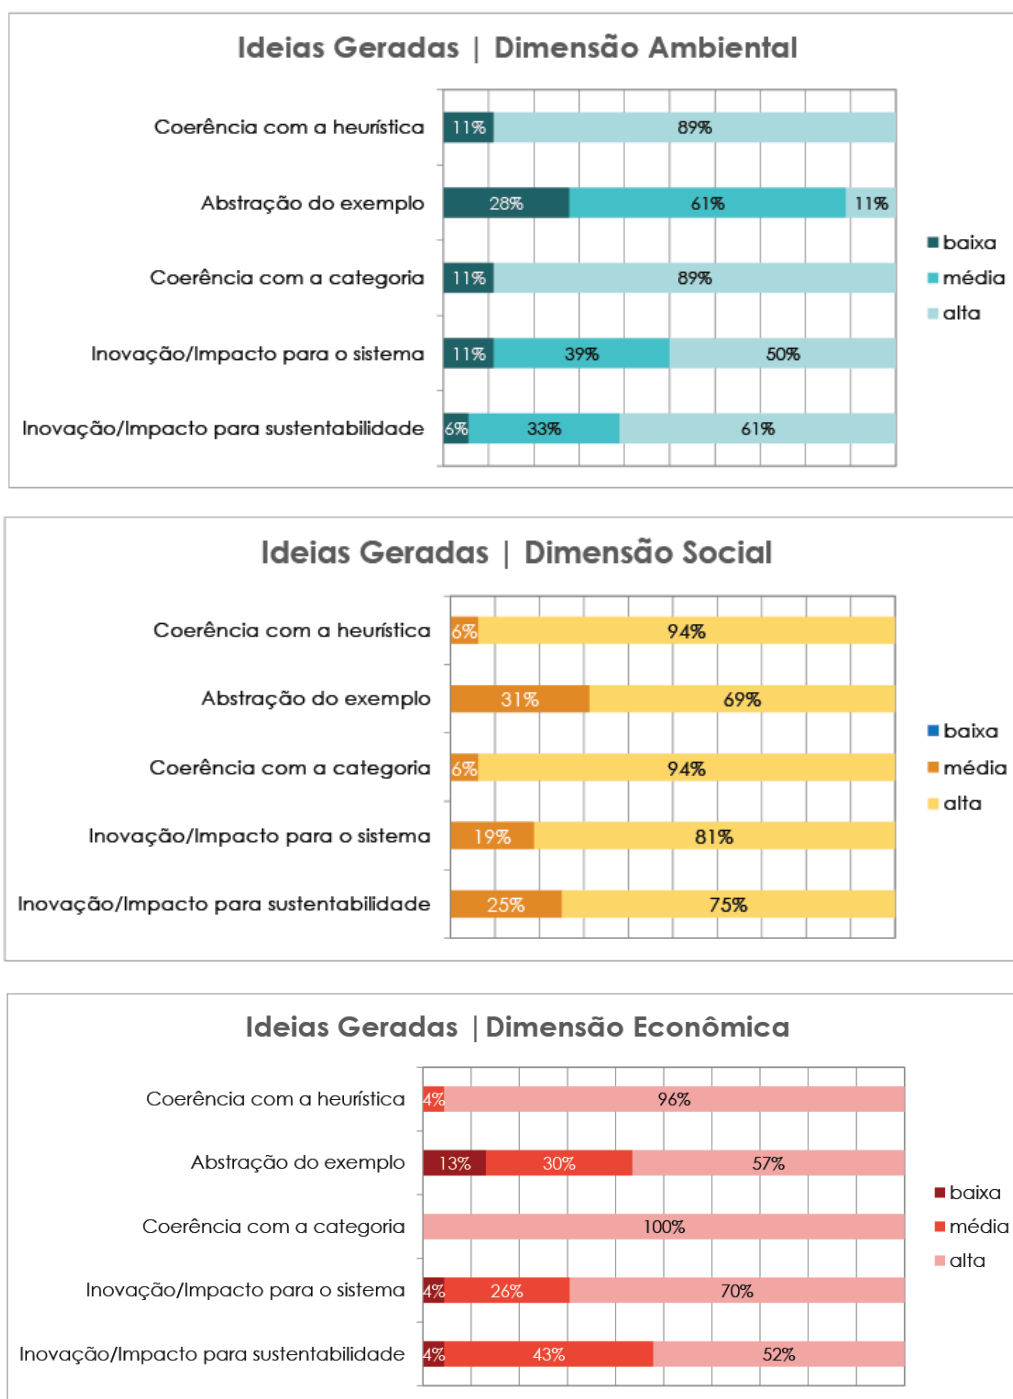 Ideias Geradas | Dimensão Ambiental
Coerência com a heurística 11% 89%
Abstração do exemplo 28% 61% 11%
baixa
Coerência com a categoria 11% 89%
média
alta
Inovação/Impacto para o sistema 11% 39% 50%
Inovação/Impacto para sustentabilidade 6% 33% 61%
Ideias Geradas | Dimensão Social
Coerência com a heurística 6% 94%
Abstração do exemplo 31% 69%
baixa
Coerência com a categoria 6% 94%
média
alta
Inovação/Impacto para o sistema 19% 81%
Inovação/Impacto para sustentabilidade 25% 75%
Ideias Geradas |Dimensão Econômica
Coerência com a heurística 4% 96%
Abstração do exemplo 13% 30% 57%
baixa
Coerência com a categoria 100%
média
alta
Inovação/Impacto para o sistema 4% 26% 70%
Inovação/Impacto para sustentabilidade 4% 43% 52%